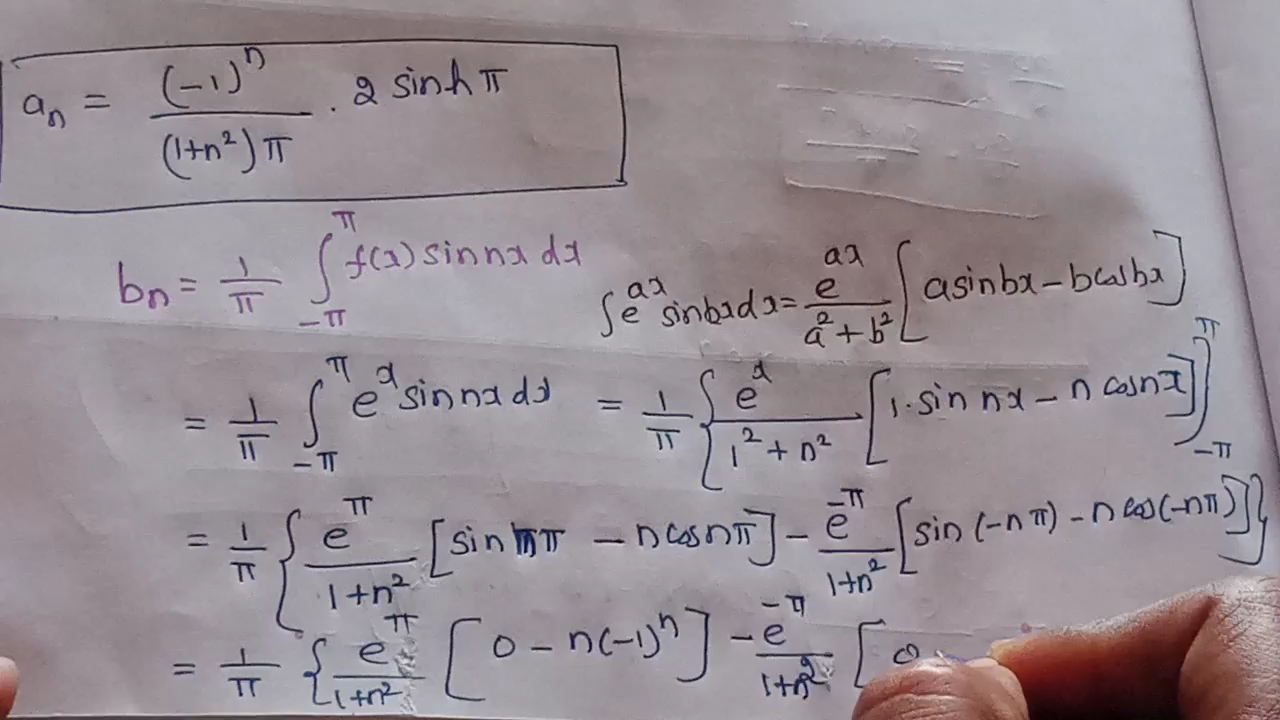 aₙ = (-1)ⁿ / (1+n²)π . 2 sinh π
bₙ = 1/π ∫_{-π}^{π} f(x) sin nx dx
∫ e^{ax} sin bx dx = e^{ax} / (a²+b²) [a sin bx - b cos bx]
= 1/π ∫_{-π}^{π} e^x sin nx dx = 1/π { e^x / (1²+n²) [1. sin nx - n cos nx] }_{-π}^{π}
= 1/π { e^π / (1+n²) [sin nπ - n cos nπ] - e^{-π} / (1+n²) [sin (-nπ) - n cos (-nπ)] }
= 1/π { e^π / (1+n²) [0 - n(-1)ⁿ] - e^{-π} / (1+n²) [0